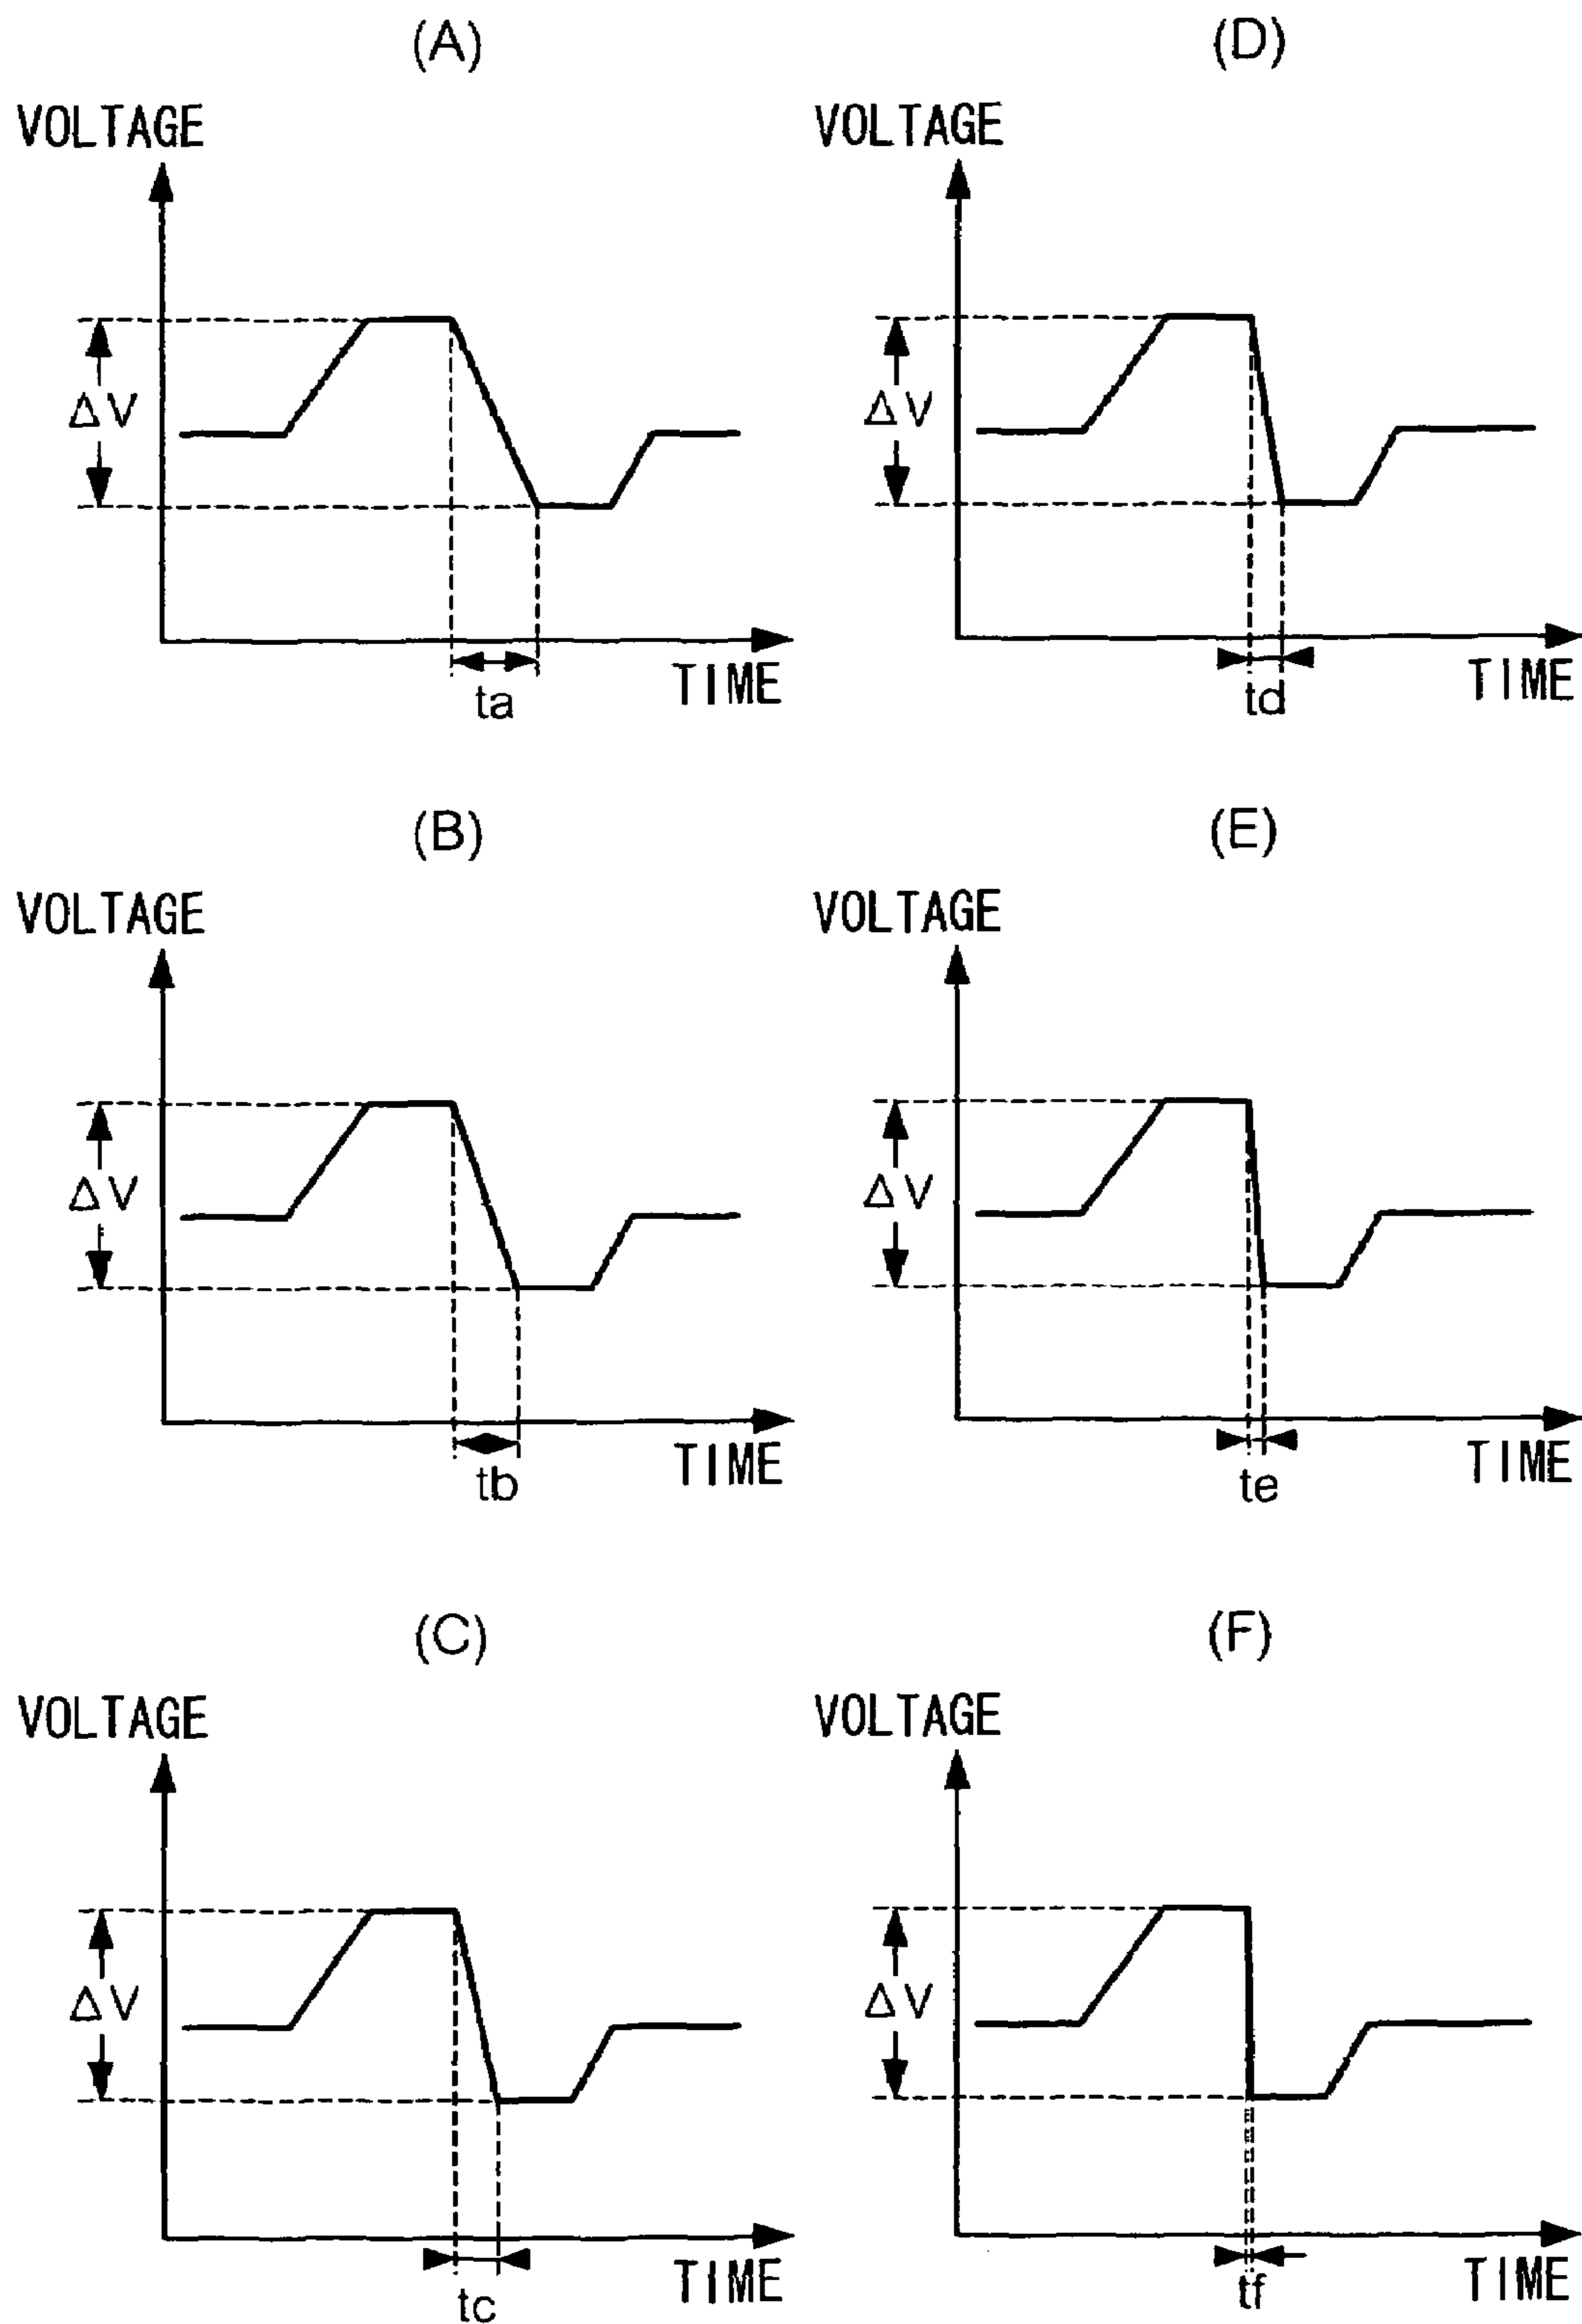 (A)
VOLTAGE
ΔV
ta
TIME
(D)
VOLTAGE
ΔV
td
TIME
(B)
VOLTAGE
ΔV
tb
TIME
(E)
VOLTAGE
ΔV
te
TIME
(C)
VOLTAGE
ΔV
tc
TIME
(F)
VOLTAGE
ΔV
tf
TIME